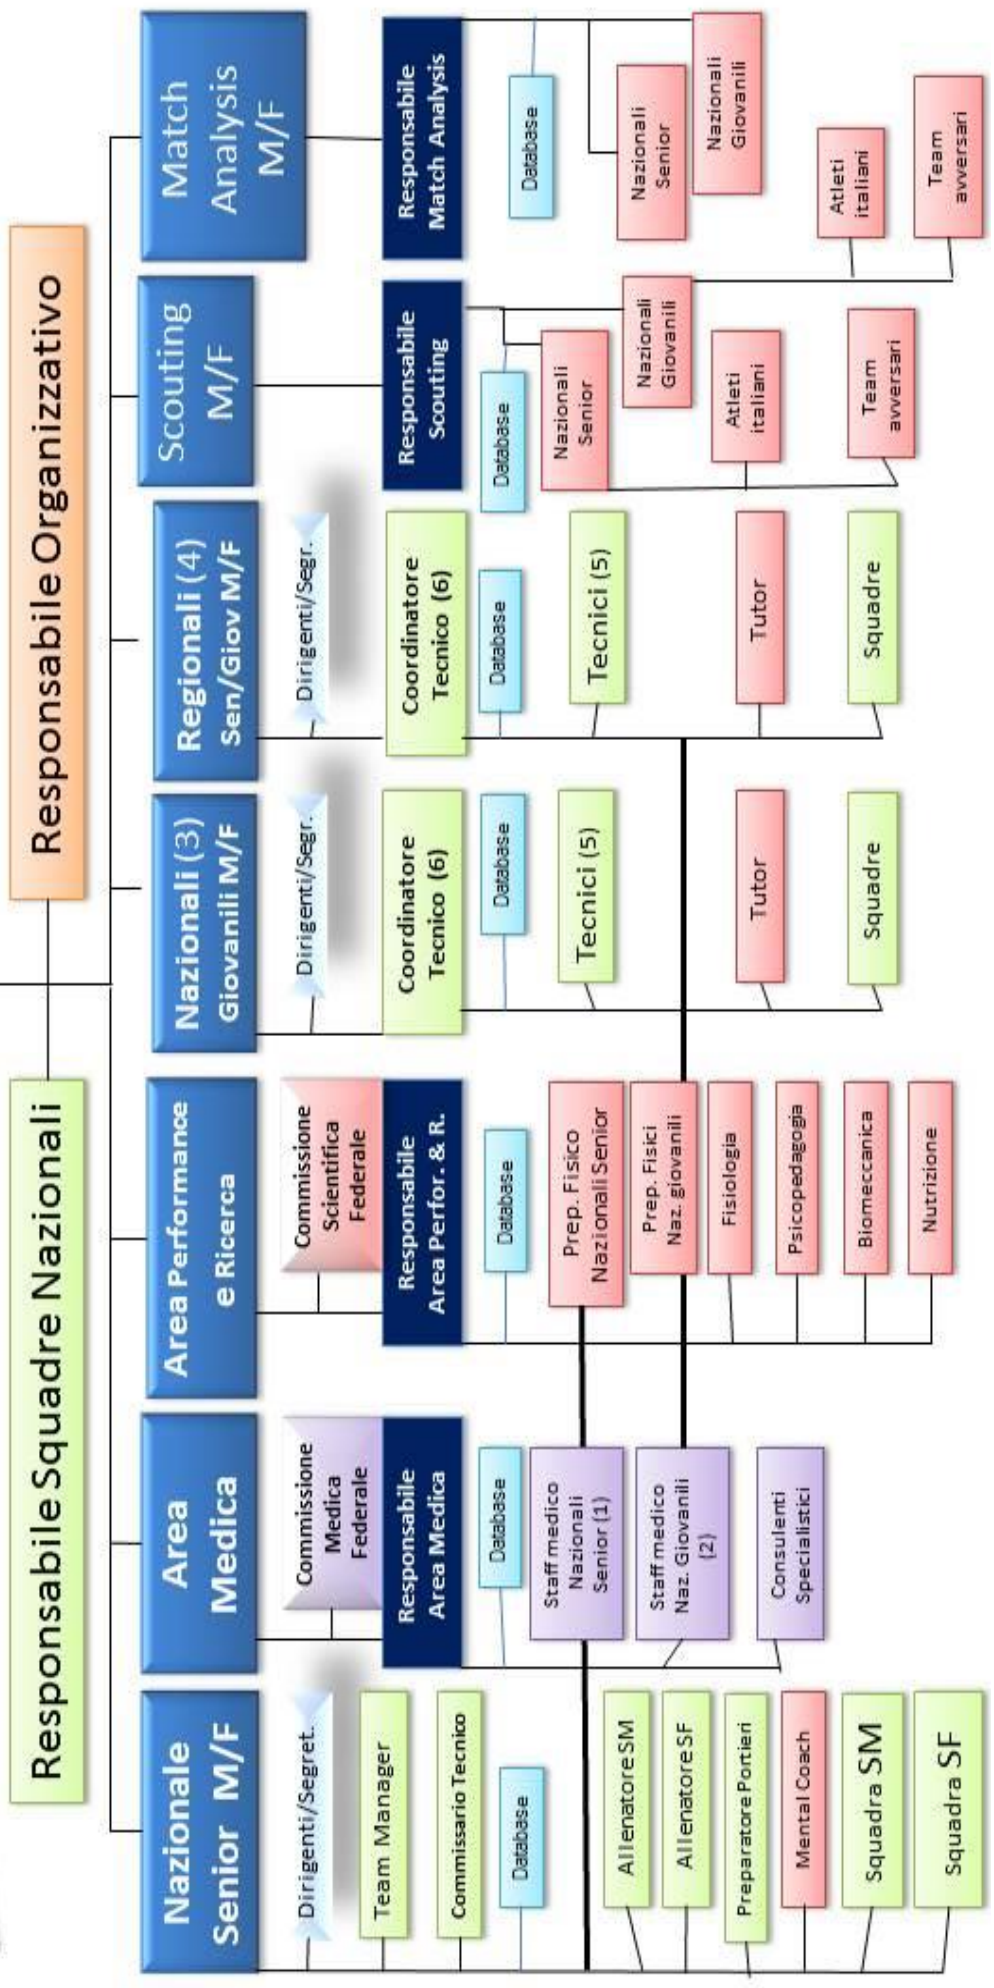 Responsabile Squadre Nazionali
Responsabile Organizzativo
Nazionale
Senior M/F
Dirigenti/Segret.
Team Manager
Commissario Tecnico
Database
Allenatore SM
Allenatore SF
Preparatore Portieri
Mental Coach
Squadra SM
Squadra SF
Area
Medica
Commissione
Medica
Federale
Responsabile
Area Medica
Database
Staff medico
Nazionali
Senior (1)
Staff medico
Naz. Giovanili
(2)
Consulenti
Specialistici
Area Performance
e Ricerca
Commissione
Scientifica
Federale
Responsabile
Area Perfor. & R.
Database
Prep. Fisico
Nazionali Senior
Prep. Fisici
Naz. giovanili
Fisiologia
Psicopedagogia
Biomeccanica
Nutrizione
Nazionali (3)
Giovanili M/F
Dirigenti/Segr.
Coordinatore
Tecnico (6)
Database
Tecnici (5)
Tutor
Squadre
Regionali (4)
Sen/Giov M/F
Dirigenti/Segr.
Coordinatore
Tecnico (6)
Database
Tecnici (5)
Tutor
Squadre
Scouting
M/F
Responsabile
Scouting
Database
Nazionali
Senior
Nazionali
Giovanili
Atleti
italiani
Team
avversari
Match
Analysis
M/F
Responsabile
Match Analysis
Database
Nazionali
Senior
Nazionali
Giovanili
Atleti
italiani
Team
avversari